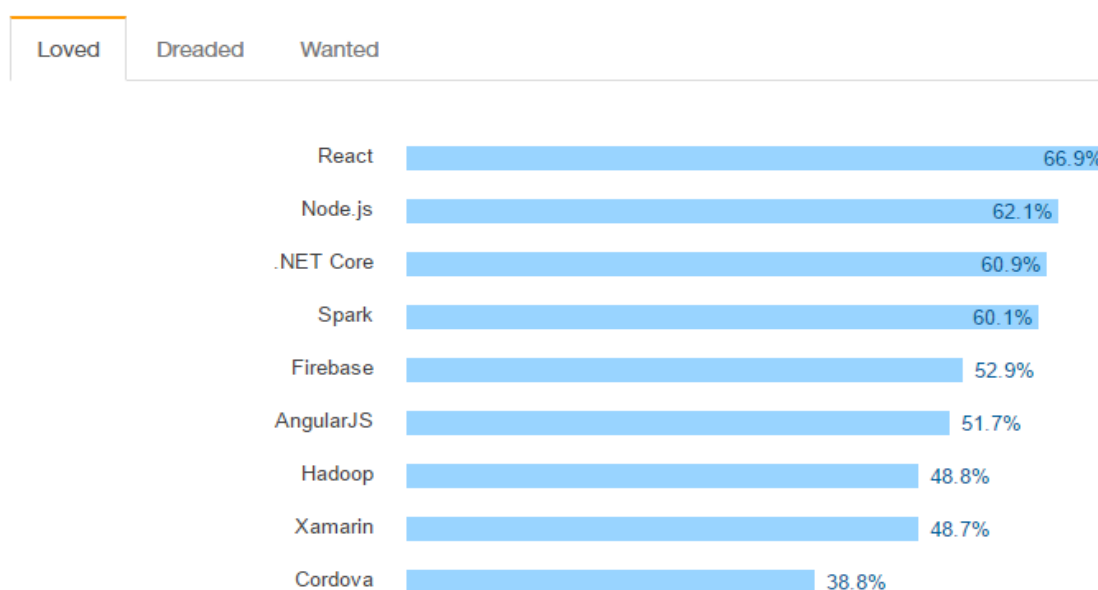 Loved Dreaded Wanted
React 66.9%
Node.js 62.1%
.NET Core 60.9%
Spark 60.1%
Firebase 52.9%
AngularJS 51.7%
Hadoop 48.8%
Xamarin 48.7%
Cordova 38.8%